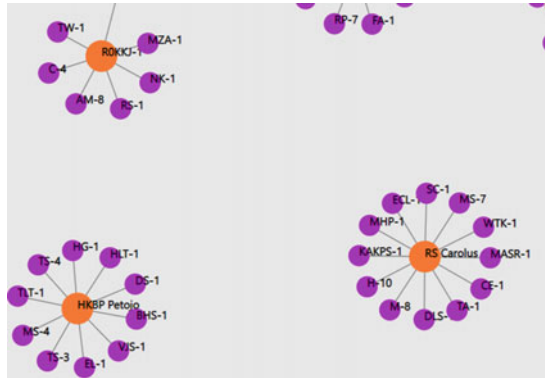 RP-7
FA-1
TW-1
R0KKJ-1
MZA-1
C-4
NK-1
AM-8
RS-1
SC-1
ECL-1
MS-7
MHP-1
WTK-1
KAKPS-1
RS Carolus
MASR-1
H-10
CE-1
M-8
DLS-
TA-1
HG-1
TS-4
HLT-1
DS-1
TLT-1
HKBP Petojo
BHS-1
MS-4
VJS-1
TS-3
EL-1